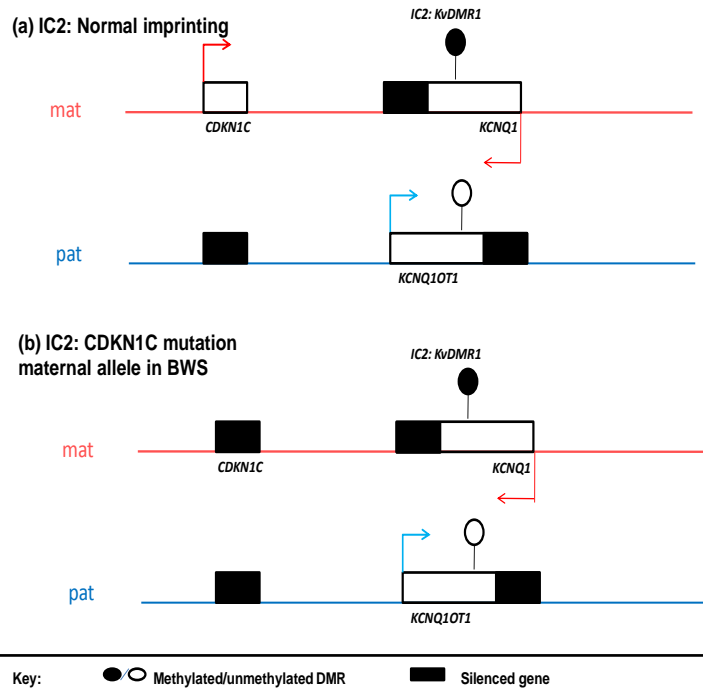 (a) IC2: Normal imprinting
IC2: KvDMR1
mat
CDKN1C
KCNQ1
pat
KCNQ1OT1
(b) IC2: CDKN1C mutation
maternal allele in BWS
IC2: KvDMR1
mat
CDKN1C
KCNQ1
pat
KCNQ1OT1
Key: / Methylated/unmethylated DMR Silenced gene